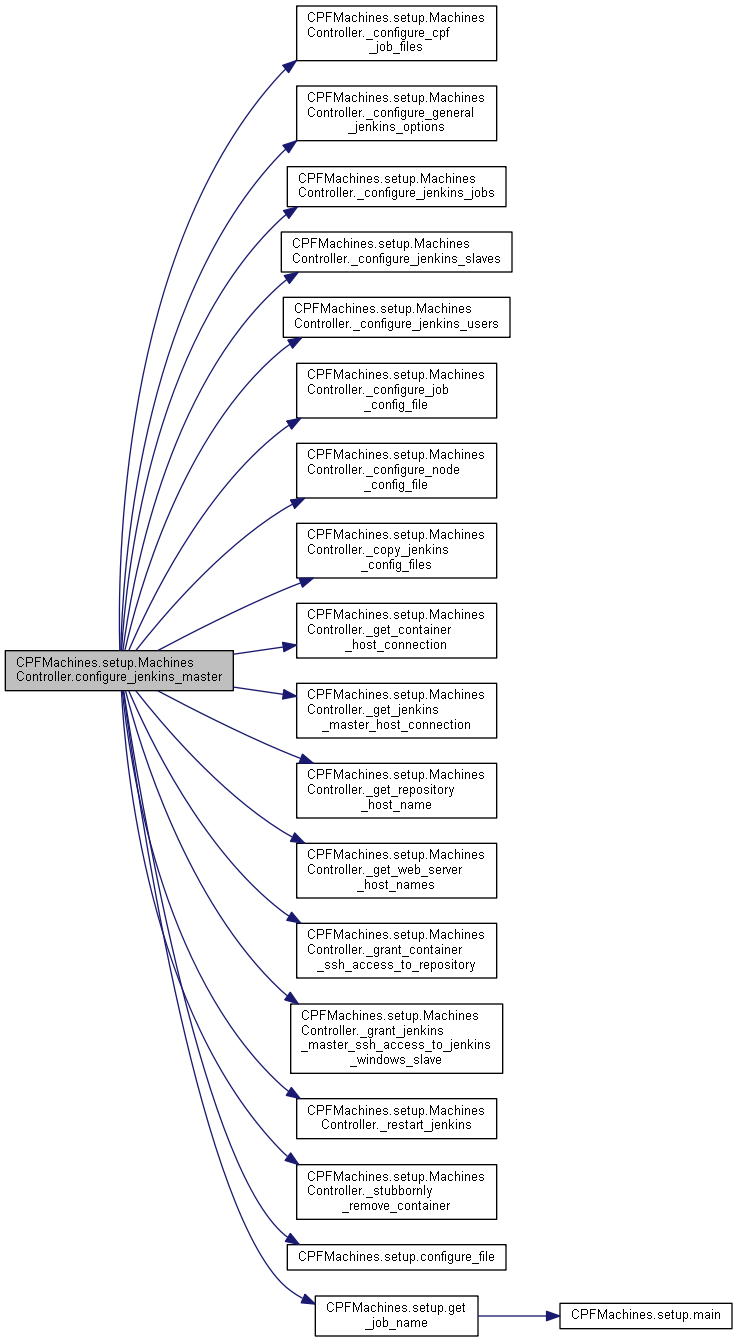 CPFMachines.setup.Machines
Controller._configure_cpf
_job_files
CPFMachines.setup.Machines
Controller._configure_general
_jenkins_options
CPFMachines.setup.Machines
Controller._configure_jenkins_jobs
CPFMachines.setup.Machines
Controller._configure_jenkins_slaves
CPFMachines.setup.Machines
Controller._configure_jenkins_users
CPFMachines.setup.Machines
Controller._configure_job
_config_file
CPFMachines.setup.Machines
Controller._configure_node
_config_file
CPFMachines.setup.Machines
Controller._copy_jenkins
_config_files
CPFMachines.setup.Machines
Controller._get_container
_host_connection
CPFMachines.setup.Machines
Controller.configure_jenkins_master
CPFMachines.setup.Machines
Controller._get_jenkins
_master_host_connection
CPFMachines.setup.Machines
Controller._get_repository
_host_name
CPFMachines.setup.Machines
Controller._get_web_server
_host_names
CPFMachines.setup.Machines
Controller._grant_container
_ssh_access_to_repository
CPFMachines.setup.Machines
Controller._grant_jenkins
_master_ssh_access_to_jenkins
_windows_slave
CPFMachines.setup.Machines
Controller._restart_jenkins
CPFMachines.setup.Machines
Controller._stubbornly
_remove_container
CPFMachines.setup.configure_file
CPFMachines.setup.get
_job_name
CPFMachines.setup.main